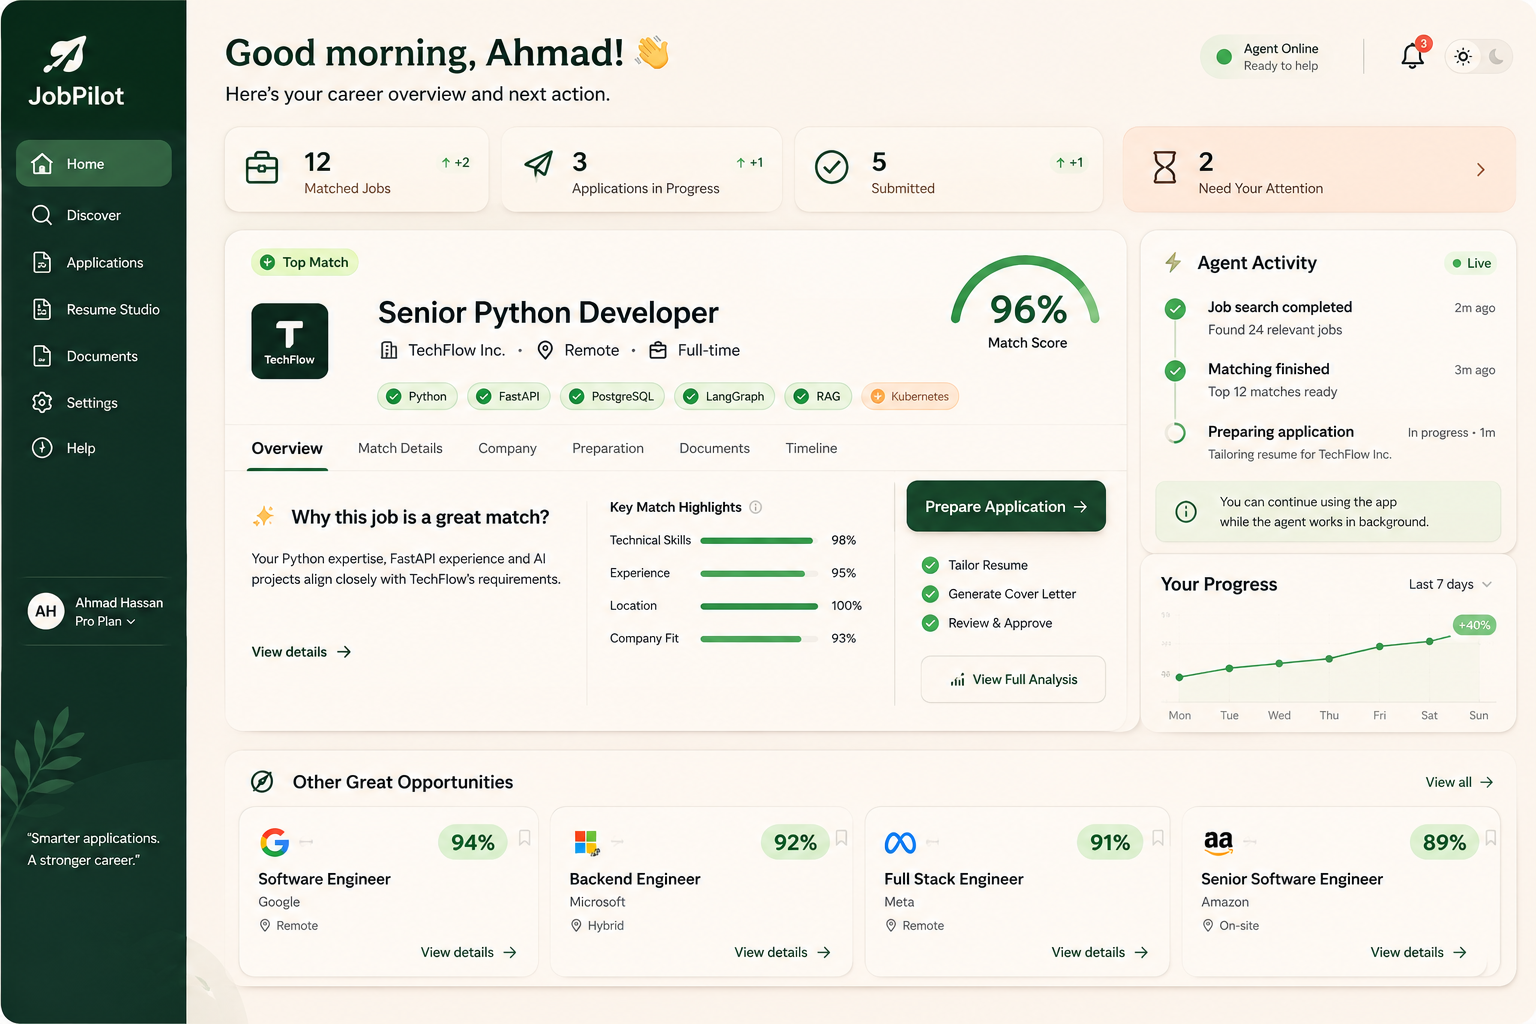 JobPilot
Home
Discover
Applications
Resume Studio
Documents
Settings
Help
AH
Ahmad Hassan
Pro Plan
“Smarter applications.
A stronger career.”
Good morning, Ahmad! 👋
Here’s your career overview and next action.
Agent Online
Ready to help
3
12
Matched Jobs
↑ +2
3
Applications in Progress
↑ +1
5
Submitted
↑ +1
2
Need Your Attention
Top Match
T
TechFlow
Senior Python Developer
TechFlow Inc. • Remote • Full-time
96%
Match Score
Python
FastAPI
PostgreSQL
LangGraph
RAG
Kubernetes
Overview
Match Details
Company
Preparation
Documents
Timeline
Why this job is a great match?
Your Python expertise, FastAPI experience and AI
projects align closely with TechFlow’s requirements.
View details →
Key Match Highlights
Technical Skills 98%
Experience 95%
Location 100%
Company Fit 93%
Prepare Application →
Tailor Resume
Generate Cover Letter
Review & Approve
View Full Analysis
Agent Activity
Live
Job search completed 2m ago
Found 24 relevant jobs
Matching finished 3m ago
Top 12 matches ready
Preparing application In progress • 1m
Tailoring resume for TechFlow Inc.
You can continue using the app
while the agent works in background.
Your Progress
Last 7 days
+40%
Mon Tue Wed Thu Fri Sat Sun
Other Great Opportunities
View all →
94%
Software Engineer
Google
Remote
View details →
92%
Backend Engineer
Microsoft
Hybrid
View details →
91%
Full Stack Engineer
Meta
Remote
View details →
aa
89%
Senior Software Engineer
Amazon
On-site
View details →